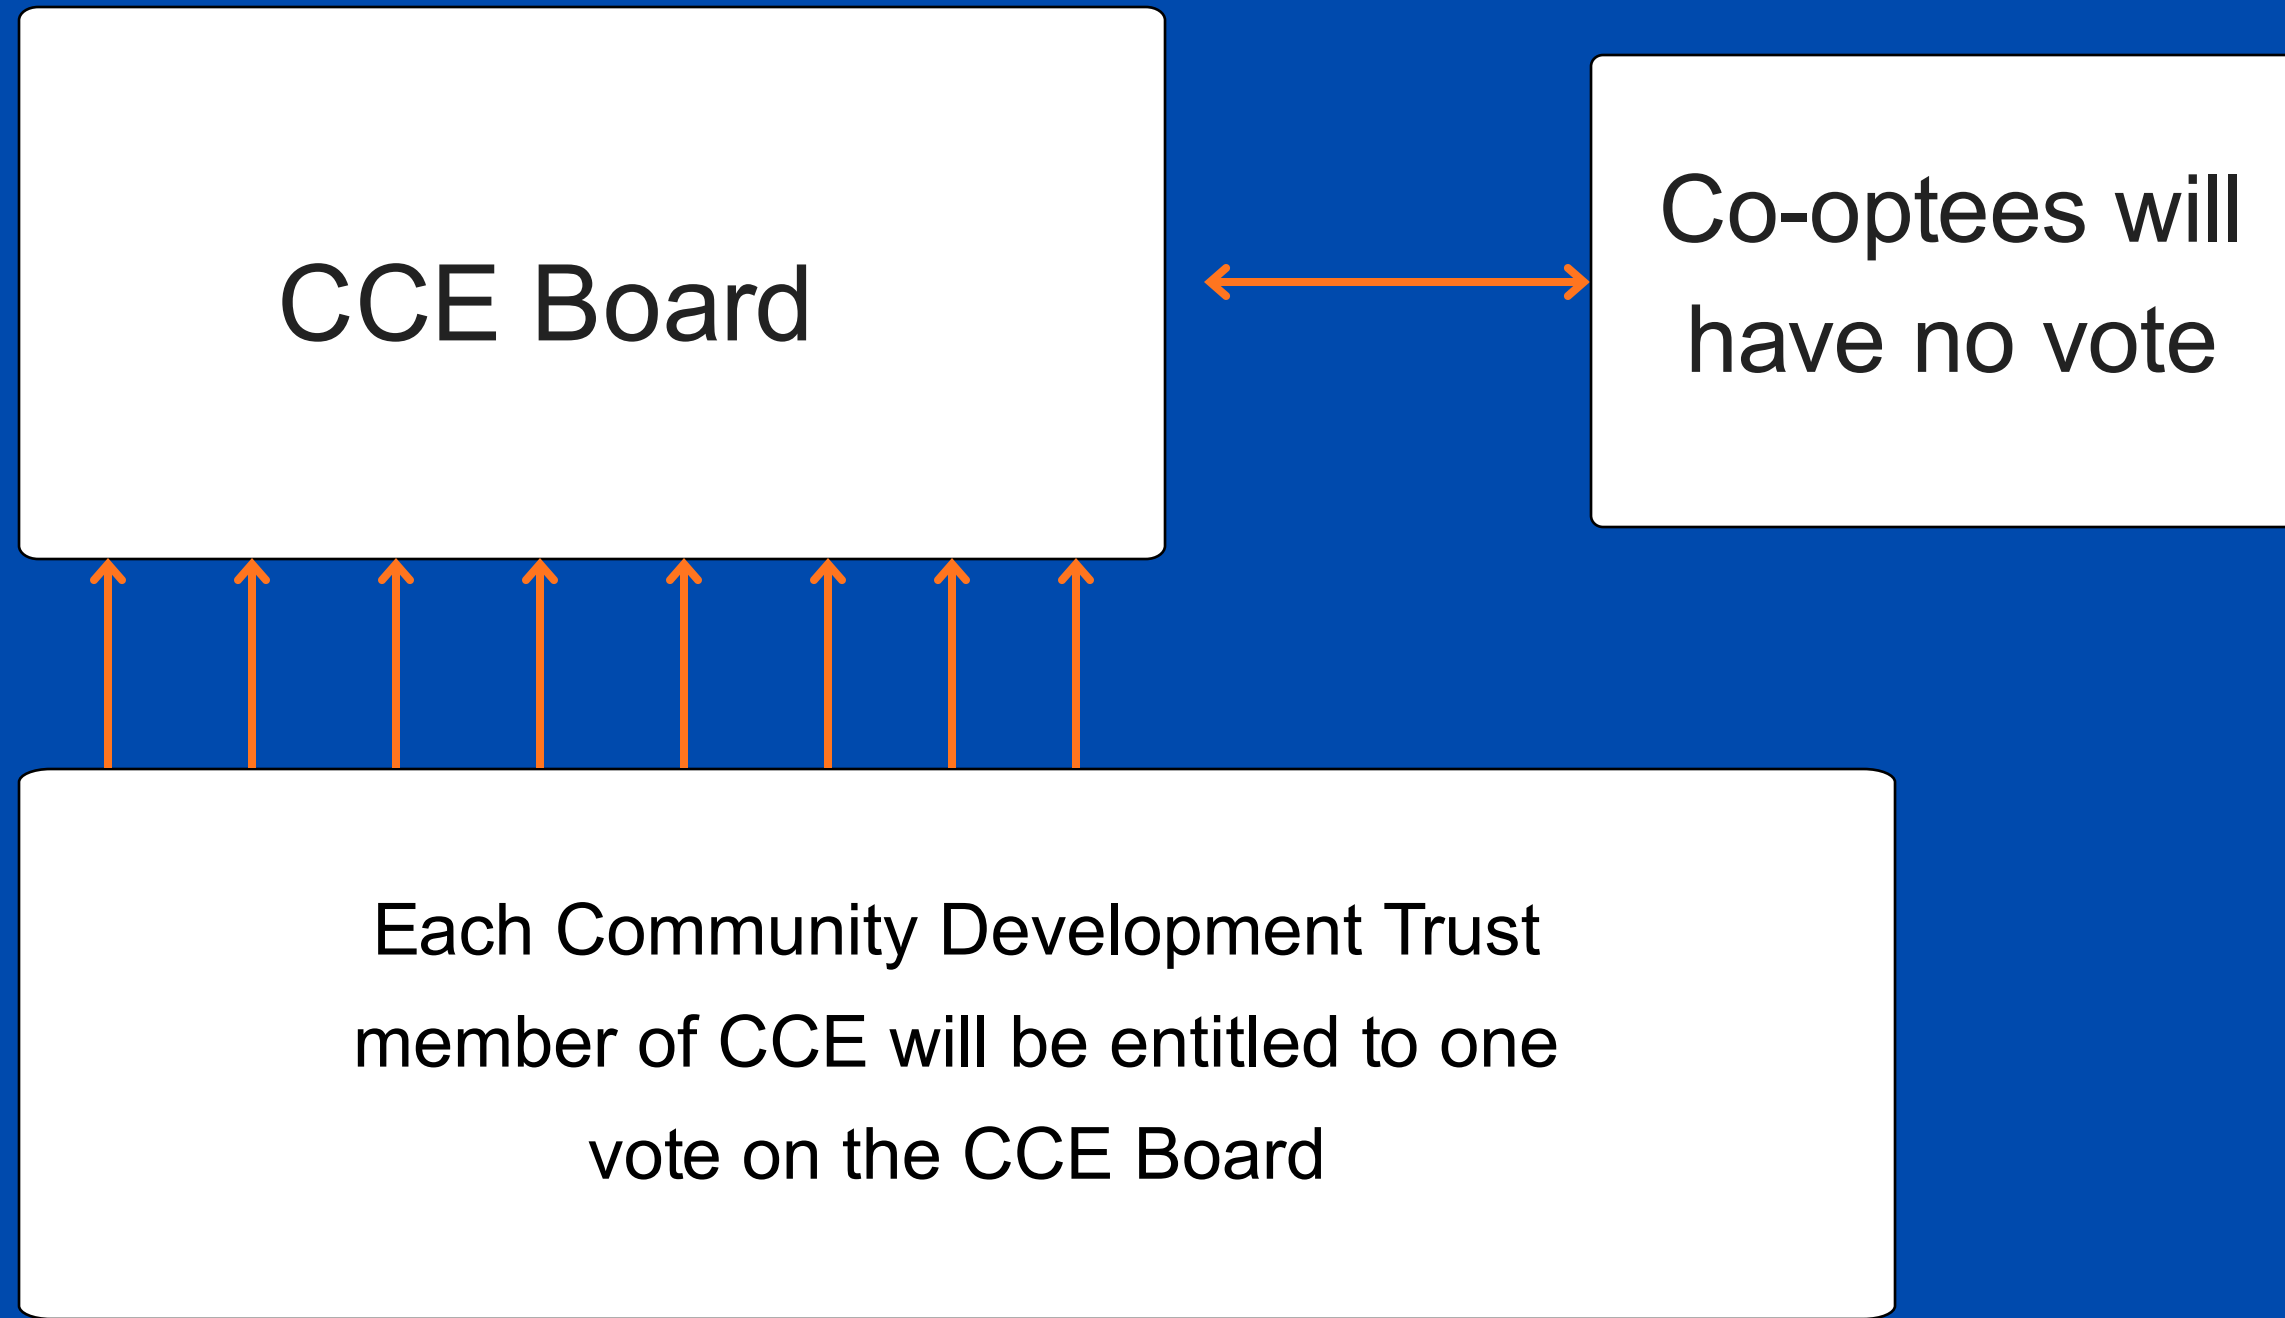 CCE Board
Co-optees will
have no vote
Each Community Development Trust
member of CCE will be entitled to one
vote on the CCE Board